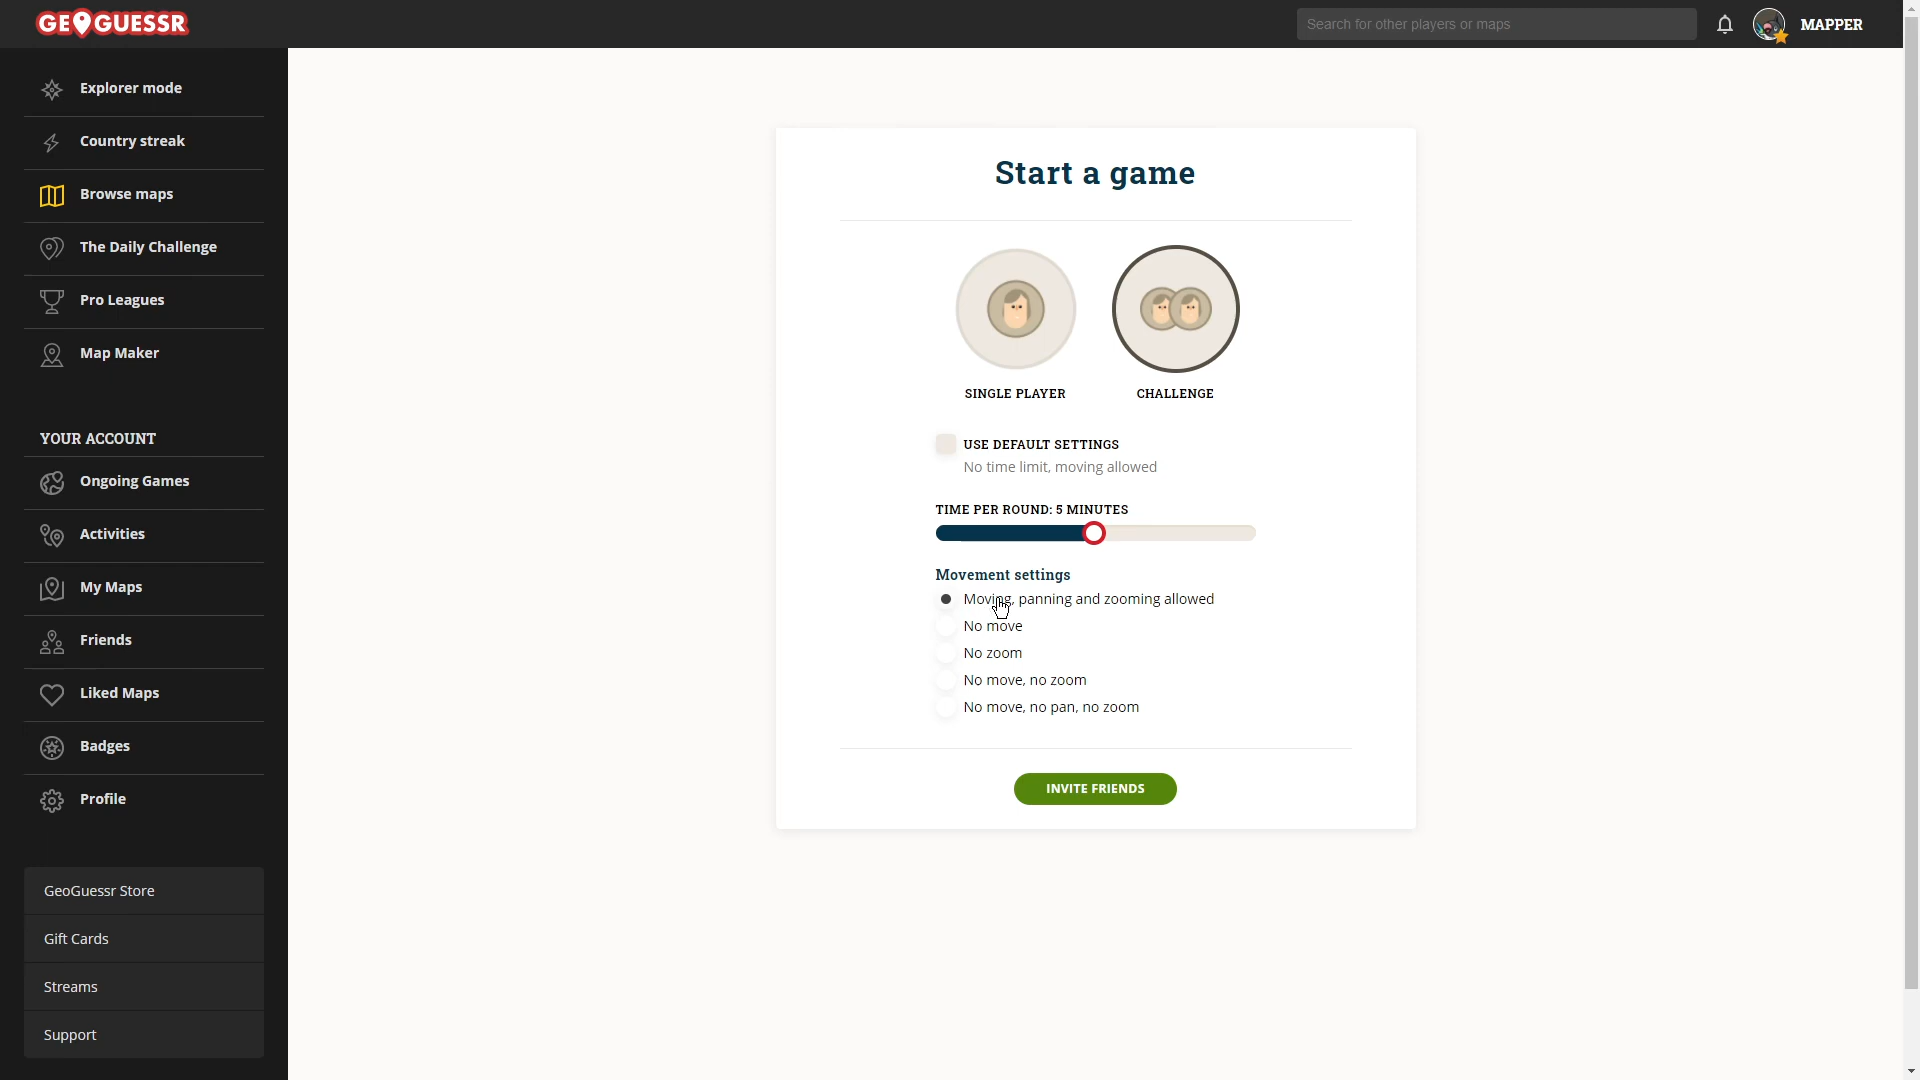 GEOGUESSR
Search for other players or maps
MAPPER
Explorer mode
Country streak
Browse maps
The Daily Challenge
Pro Leagues
Map Maker
YOUR ACCOUNT
Ongoing Games
Activities
My Maps
Friends
Liked Maps
Badges
Profile
GeoGuessr Store
Gift Cards
Streams
Support
Start a game
SINGLE PLAYER
CHALLENGE
USE DEFAULT SETTINGS
No time limit, moving allowed
TIME PER ROUND: 5 MINUTES
Movement settings
Moving, panning and zooming allowed
No move
No zoom
No move, no zoom
No move, no pan, no zoom
INVITE FRIENDS